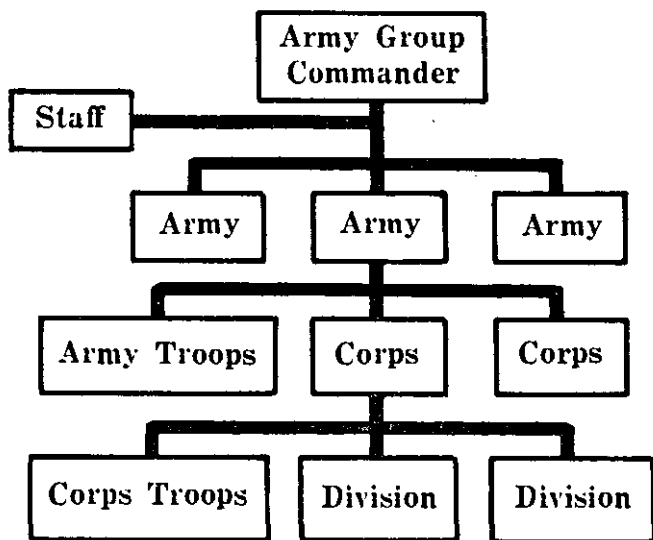 Army Group
Commander
Staff
Army
Army
Army
Army Troops
Corps
Corps
Corps Troops
Division
Division